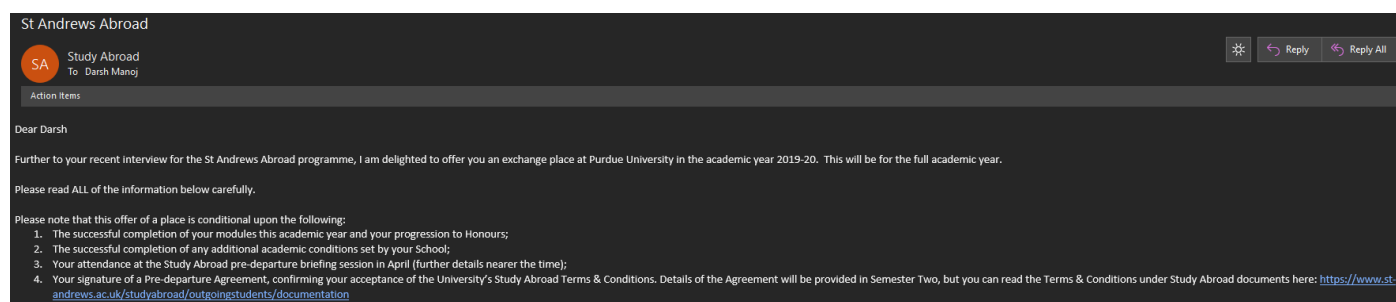 St Andrews Abroad
SA
Study Abroad
To Darsh Manoj
Reply
Reply All
Action Items
Dear Darsh
Further to your recent interview for the St Andrews Abroad programme, I am delighted to offer you an exchange place at Purdue University in the academic year 2019-20. This will be for the full academic year.
Please read ALL of the information below carefully.
Please note that this offer of a place is conditional upon the following:
1. The successful completion of your modules this academic year and your progression to Honours;
2. The successful completion of any additional academic conditions set by your School;
3. Your attendance at the Study Abroad pre-departure briefing session in April (further details nearer the time);
4. Your signature of a Pre-departure Agreement, confirming your acceptance of the University's Study Abroad Terms & Conditions. Details of the Agreement will be provided in Semester Two, but you can read the Terms & Conditions under Study Abroad documents here: https://www.st-
andrews.ac.uk/studyabroad/outgoingstudents/documentation